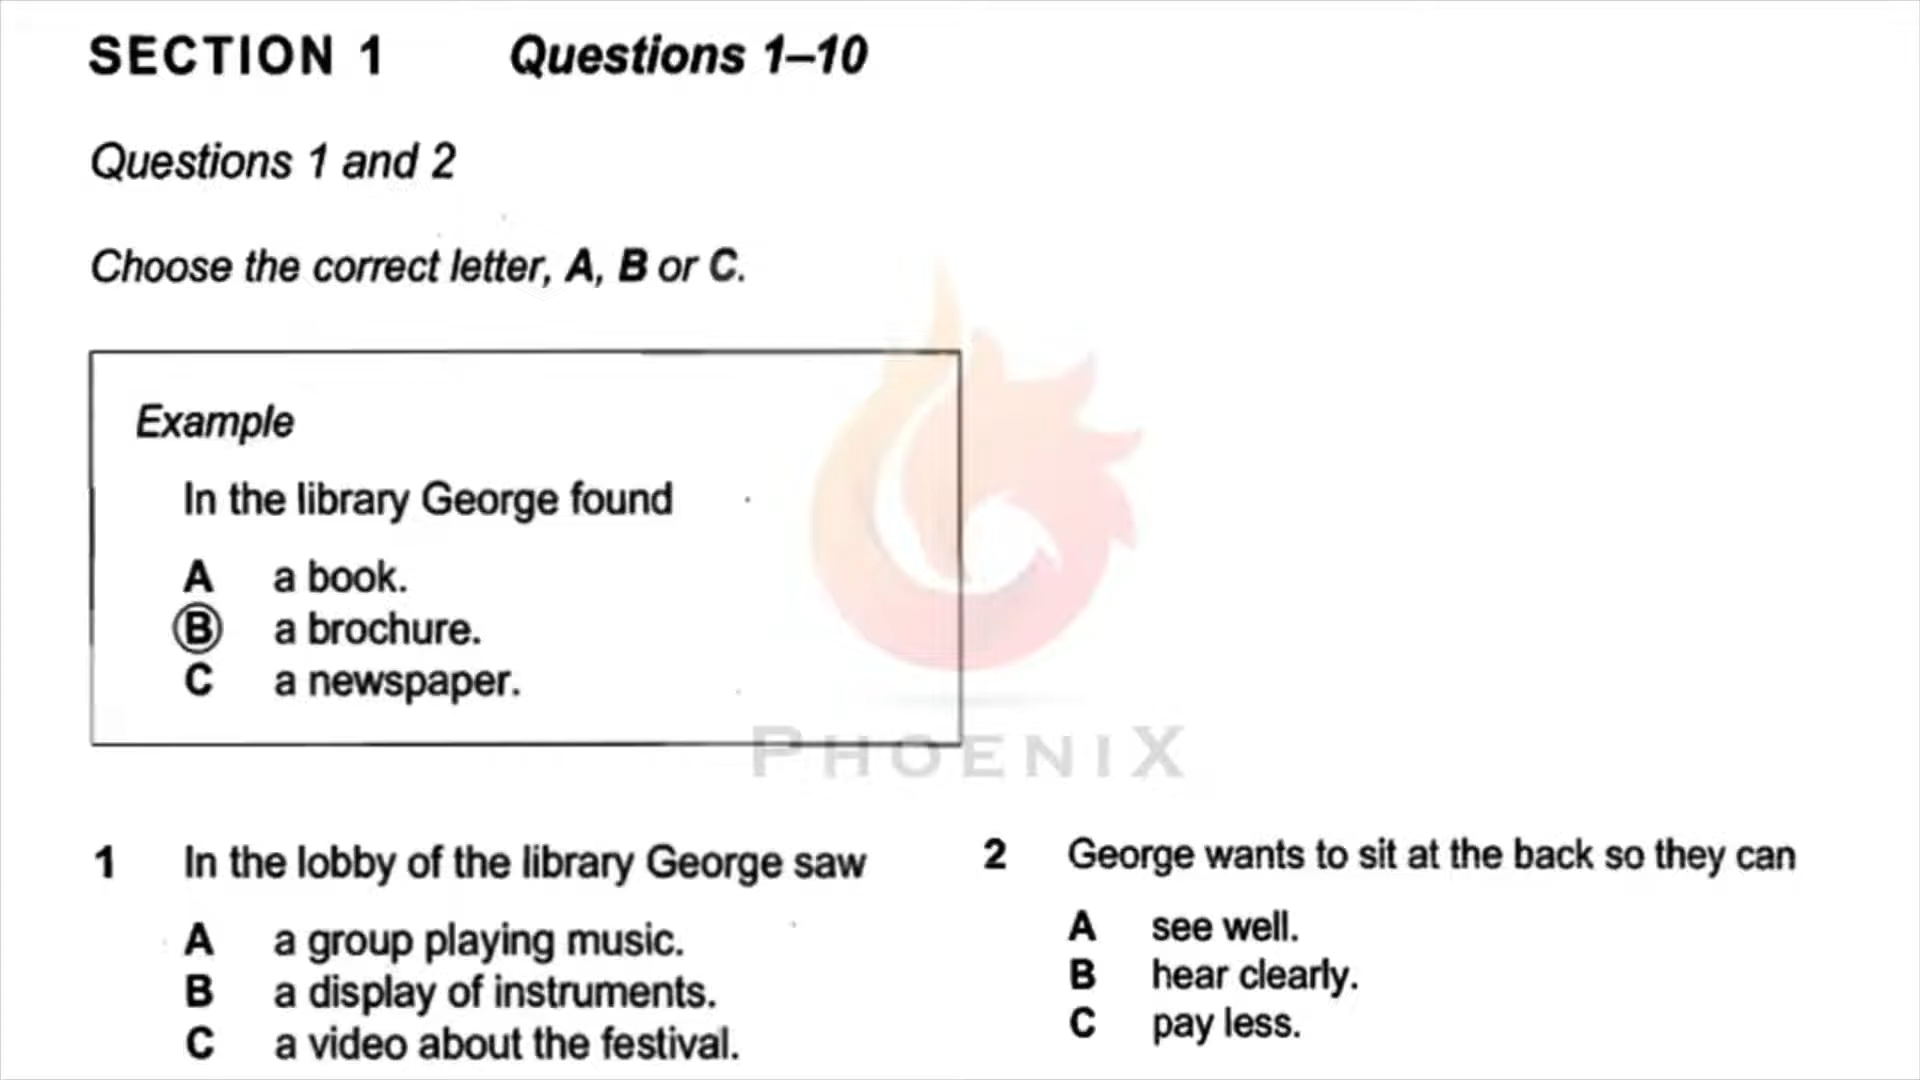 SECTION 1 Questions 1–10
Questions 1 and 2
Choose the correct letter, A, B or C.
Example
In the library George found
A a book.
B a brochure.
C a newspaper.
PHOENIX
1 In the lobby of the library George saw
A a group playing music.
B a display of instruments.
C a video about the festival.
2 George wants to sit at the back so they can
A see well.
B hear clearly.
C pay less.